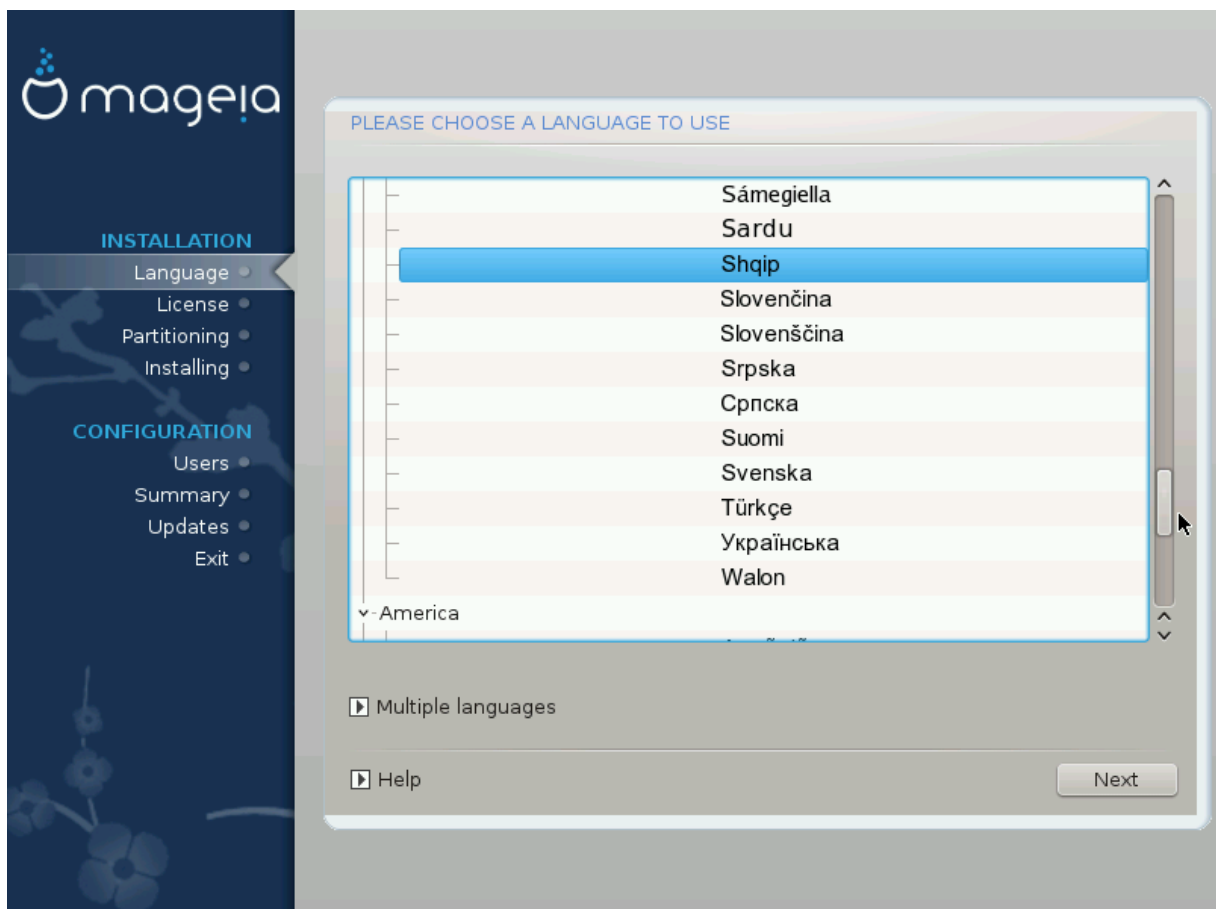 mageia
INSTALLATION
Language
License
Partitioning
Installing
CONFIGURATION
Users
Summary
Updates
Exit
PLEASE CHOOSE A LANGUAGE TO USE
Sámegiella
Sardu
Shqip
Slovenčina
Slovenščina
Srpska
Српска
Suomi
Svenska
Türkçe
Українська
Walon
America
Multiple languages
Help
Next